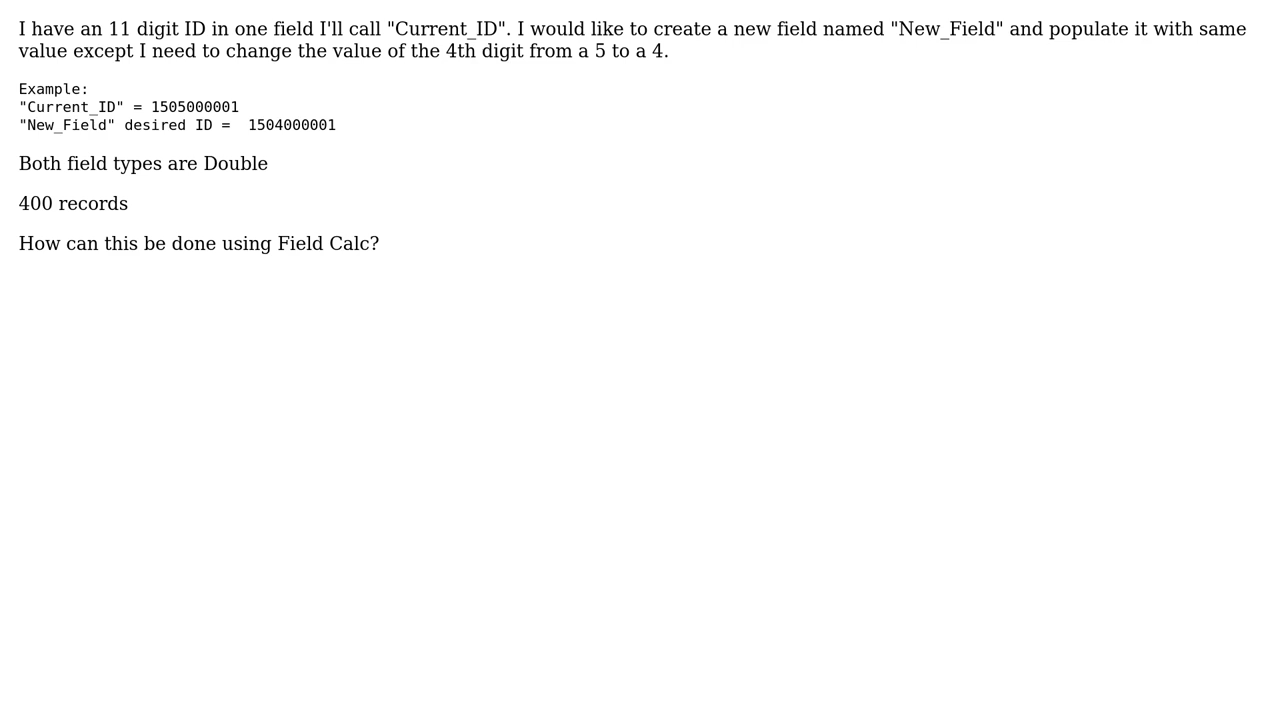 I have an 11 digit ID in one field I'll call "Current_ID". I would like to create a new field named "New_Field" and populate it with same
value except I need to change the value of the 4th digit from a 5 to a 4.
Example:
"Current_ID" = 1505000001
"New_Field" desired ID =  1504000001
Both field types are Double
400 records
How can this be done using Field Calc?